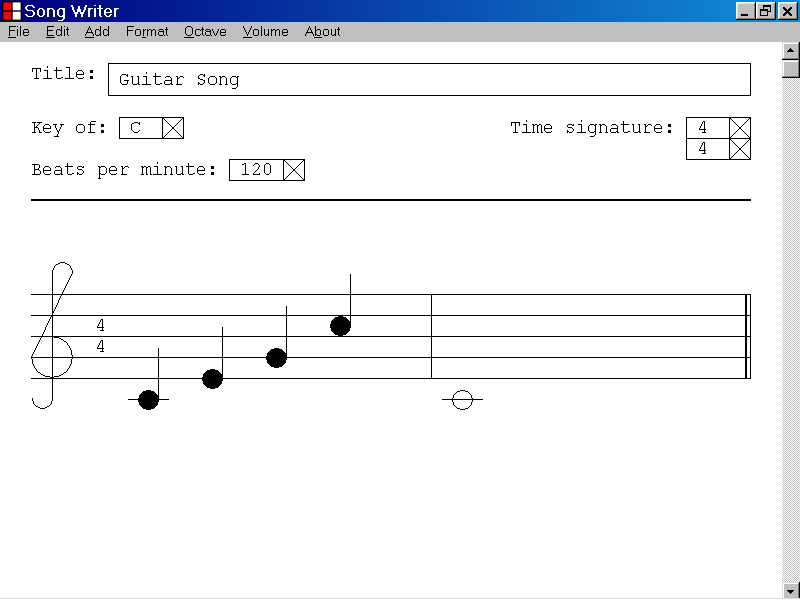 Song Writer
File Edit Add Format Octave Volume About
Title: Guitar Song
Key of: C Time signature: 4
4
Beats per minute: 120
4
4